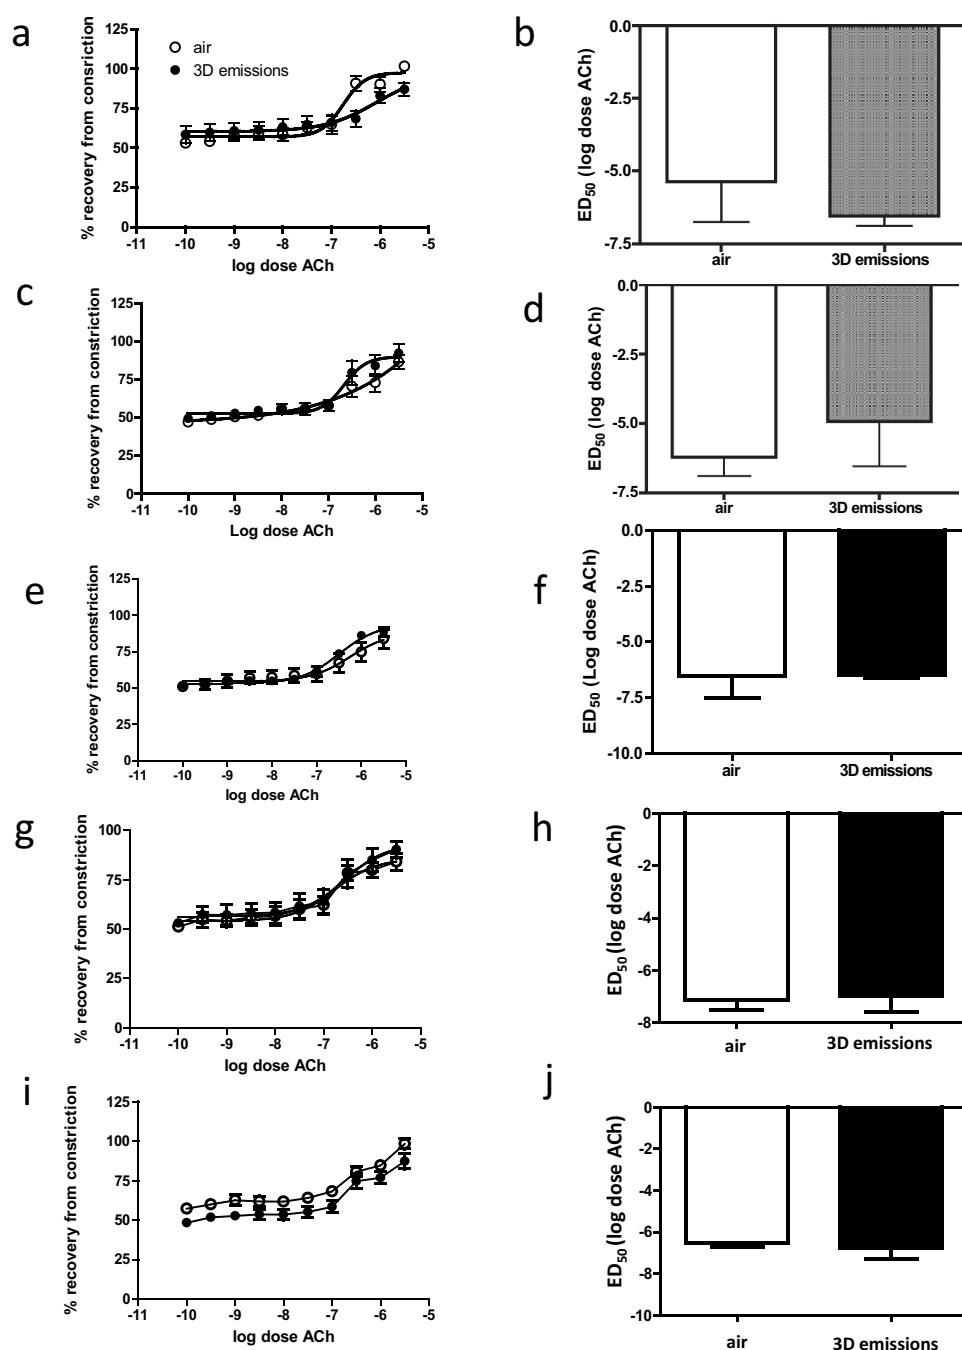 a
% recovery from consriction
125
100
75
50
25
0
air
3D emissions
-11 -10 -9 -8 -7 -6 -5
log dose ACh
b
ED50 (log dose ACh)
0.0
-2.5
-5.0
-7.5
air 3D emissions
c
% recovery from constriction
125
100
75
50
25
0
-11 -10 -9 -8 -7 -6 -5
Log dose ACh
d
ED50 (log dose ACh)
0.0
-2.5
-5.0
-7.5
air 3D emissions
e
% recovery from constriction
125
100
75
50
25
0
-11 -10 -9 -8 -7 -6 -5
log dose ACh
f
ED50 (Log dose ACh)
0.0
-2.5
-5.0
-7.5
-10.0
air 3D emissions
g
% recovery from constriction
100
75
50
25
0
-11 -10 -9 -8 -7 -6 -5
log dose ACh
h
ED50 (log dose ACh)
0
-2
-4
-6
-8
air 3D emissions
i
% recovery from constriction
125
100
75
50
25
0
-11 -10 -9 -8 -7 -6 -5
log dose ACh
j
ED50 (log dose ACh)
0
-2
-4
-6
-8
-10
air 3D emissions